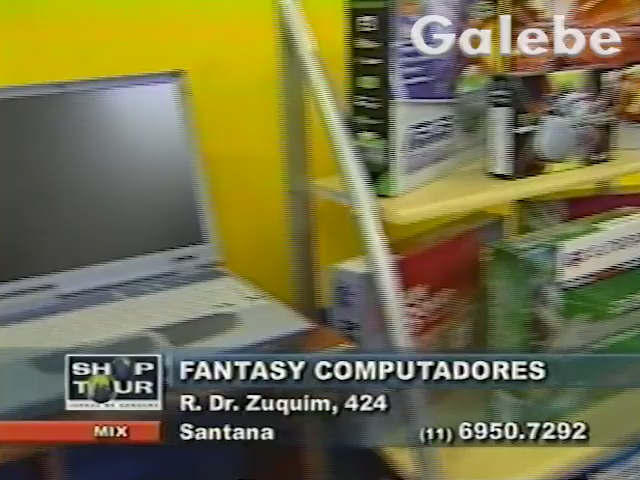 Galebe
SHOP
TOUR
FANTASY COMPUTADORES
R. Dr. Zuquim, 424
MIX
Santana
(11) 6950.7292